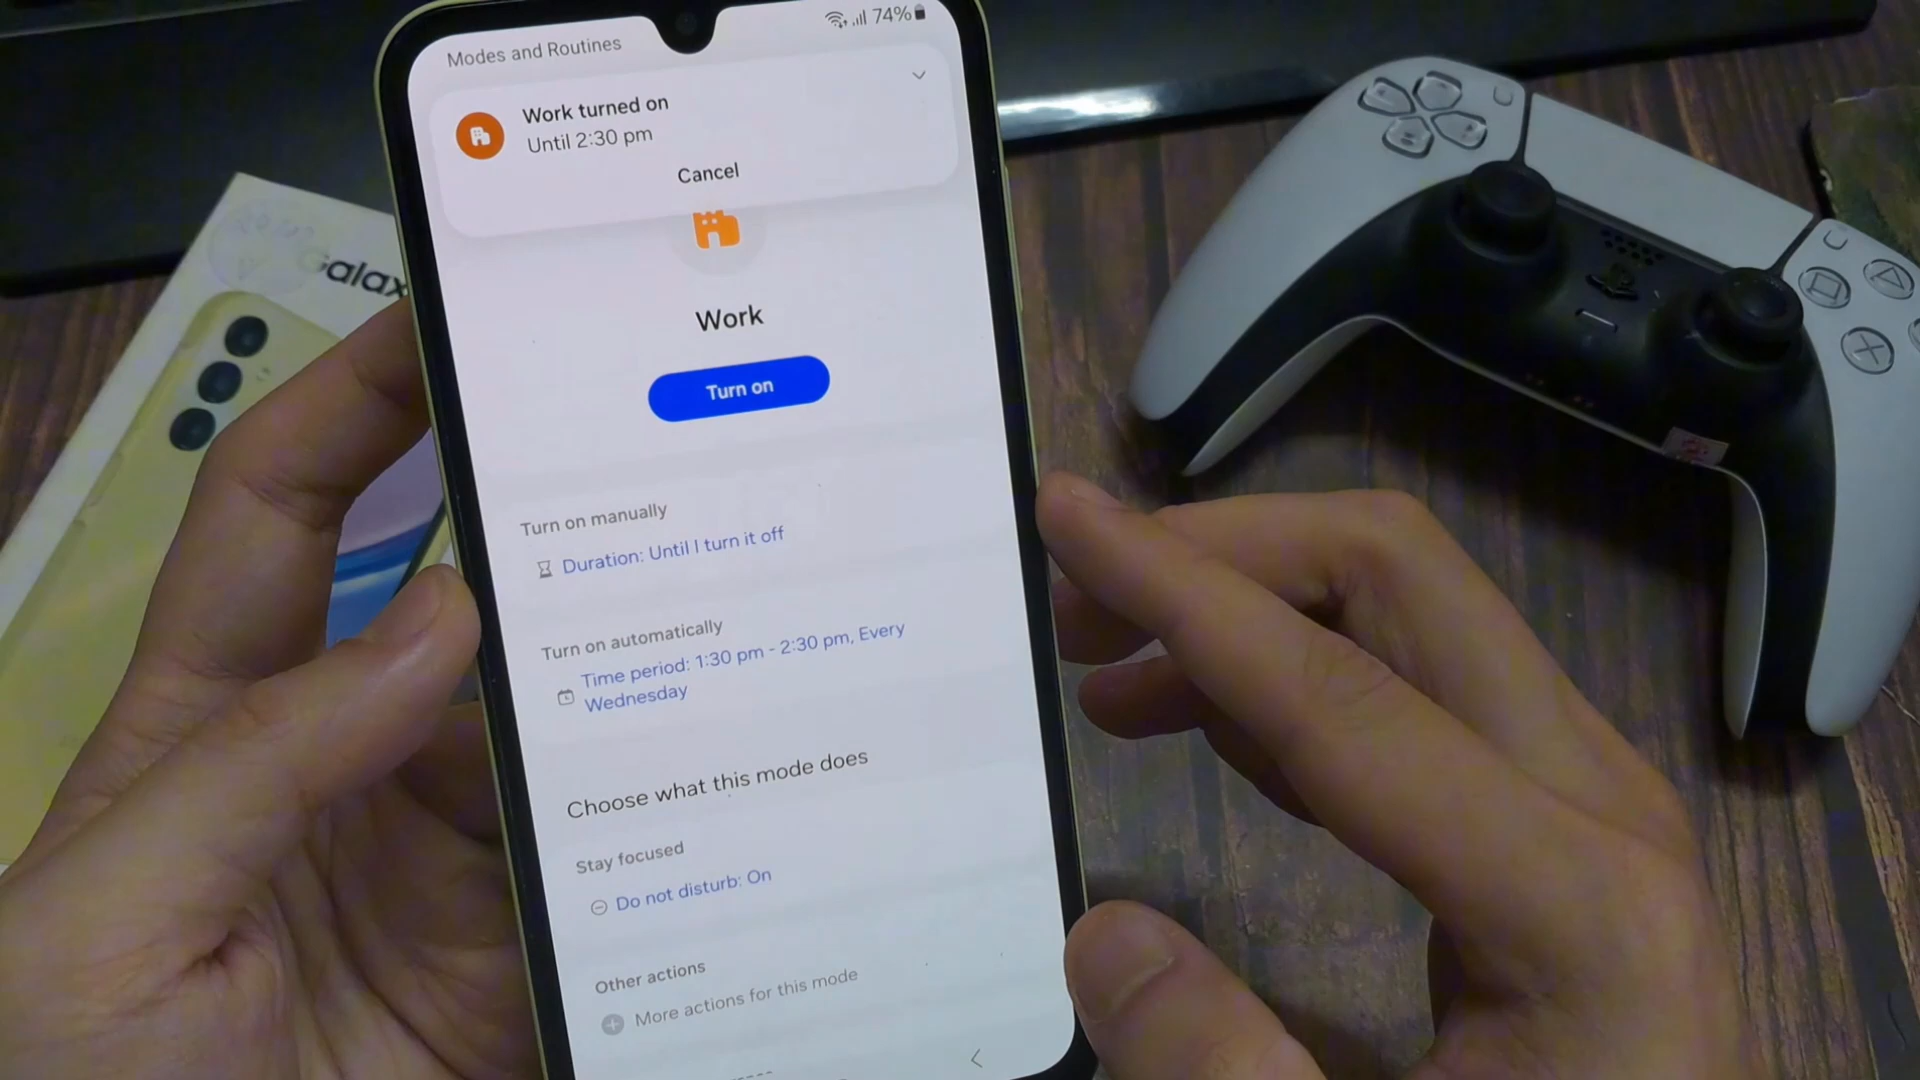 Modes and Routines
74%
Work turned on
Until 2:30 pm
Cancel
Work
Turn on
Turn on manually
Duration: Until I turn it off
Turn on automatically
Time period: 1:30 pm - 2:30 pm, Every
Wednesday
Choose what this mode does
Stay focused
Do not disturb: On
Other actions
More actions for this mode
Galax